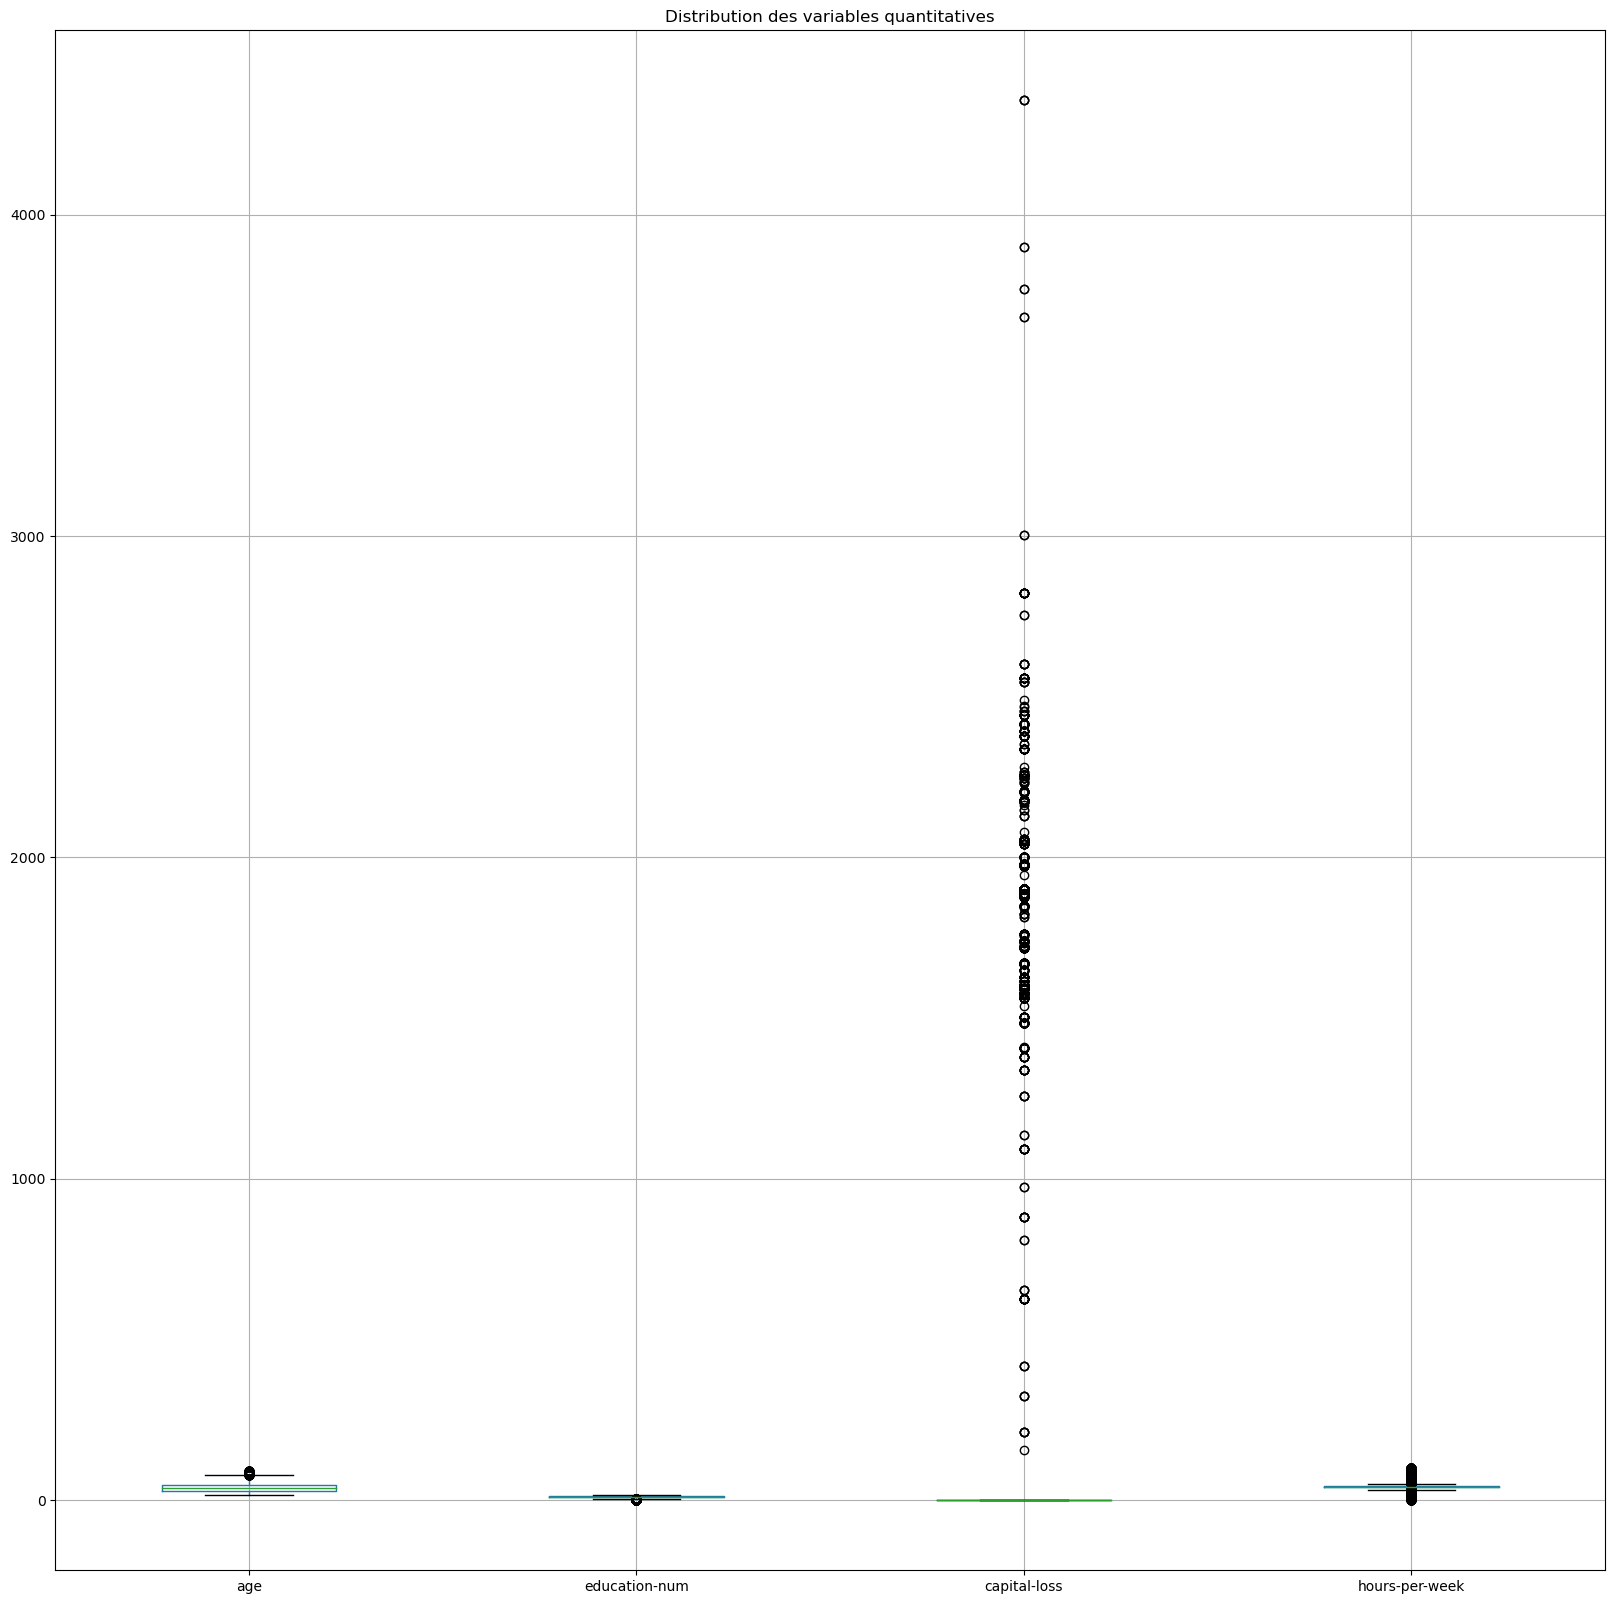 Distribution des variables quantitatives
4000
3000
2000
1000
0
age education-num capital-loss hours-per-week